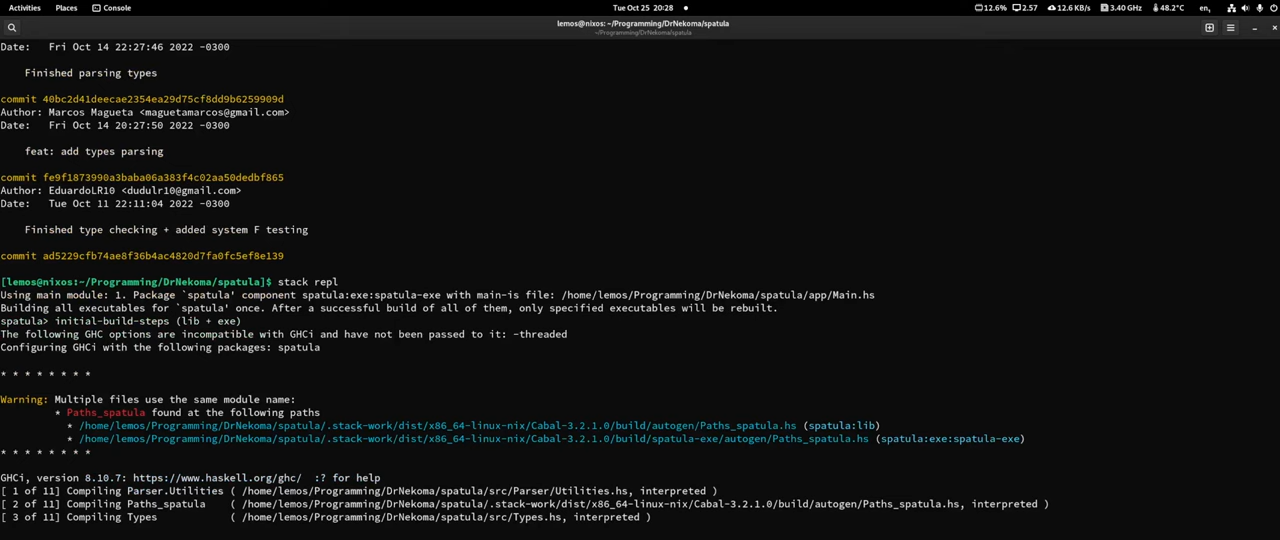 Activities Places Console Tue Oct 25 20:28 12.6% 2.57 12.6 KB/s 3.40 GHz 48.2°C en₁
lemos@nixos: ~/Programming/DrNekoma/spatula
~/Programming/DrNekoma/spatula
Date:   Fri Oct 14 22:27:46 2022 -0300
Finished parsing types
commit 40bc2d41deecae2354ea29d75cf8dd9b6259909d
Author: Marcos Magueta <maguetamarcos@gmail.com>
Date:   Fri Oct 14 20:27:50 2022 -0300
feat: add types parsing
commit fe9f1873990a3baba06a383f4c02aa50dedbf865
Author: EduardoLR10 <dudulr10@gmail.com>
Date:   Tue Oct 11 22:11:04 2022 -0300
Finished type checking + added system F testing
commit ad5229cfb74ae8f36b4ac4820d7fa0fc5ef8e139
[lemos@nixos:~/Programming/DrNekoma/spatula]$ stack repl
Using main module: 1. Package `spatula' component spatula:exe:spatula-exe with main-is file: /home/lemos/Programming/DrNekoma/spatula/app/Main.hs
Building all executables for `spatula' once. After a successful build of all of them, only specified executables will be rebuilt.
spatula> initial-build-steps (lib + exe)
The following GHC options are incompatible with GHCi and have not been passed to it: -threaded
Configuring GHCi with the following packages: spatula
* * * * * * * *
Warning: Multiple files use the same module name:
* Paths_spatula found at the following paths
* /home/lemos/Programming/DrNekoma/spatula/.stack-work/dist/x86_64-linux-nix/Cabal-3.2.1.0/build/autogen/Paths_spatula.hs (spatula:lib)
* /home/lemos/Programming/DrNekoma/spatula/.stack-work/dist/x86_64-linux-nix/Cabal-3.2.1.0/build/spatula-exe/autogen/Paths_spatula.hs (spatula:exe:spatula-exe)
* * * * * * * *
GHCi, version 8.10.7: https://www.haskell.org/ghc/  :? for help
[ 1 of 11] Compiling Parser.Utilities ( /home/lemos/Programming/DrNekoma/spatula/src/Parser/Utilities.hs, interpreted )
[ 2 of 11] Compiling Paths_spatula    ( /home/lemos/Programming/DrNekoma/spatula/.stack-work/dist/x86_64-linux-nix/Cabal-3.2.1.0/build/autogen/Paths_spatula.hs, interpreted )
[ 3 of 11] Compiling Types            ( /home/lemos/Programming/DrNekoma/spatula/src/Types.hs, interpreted )